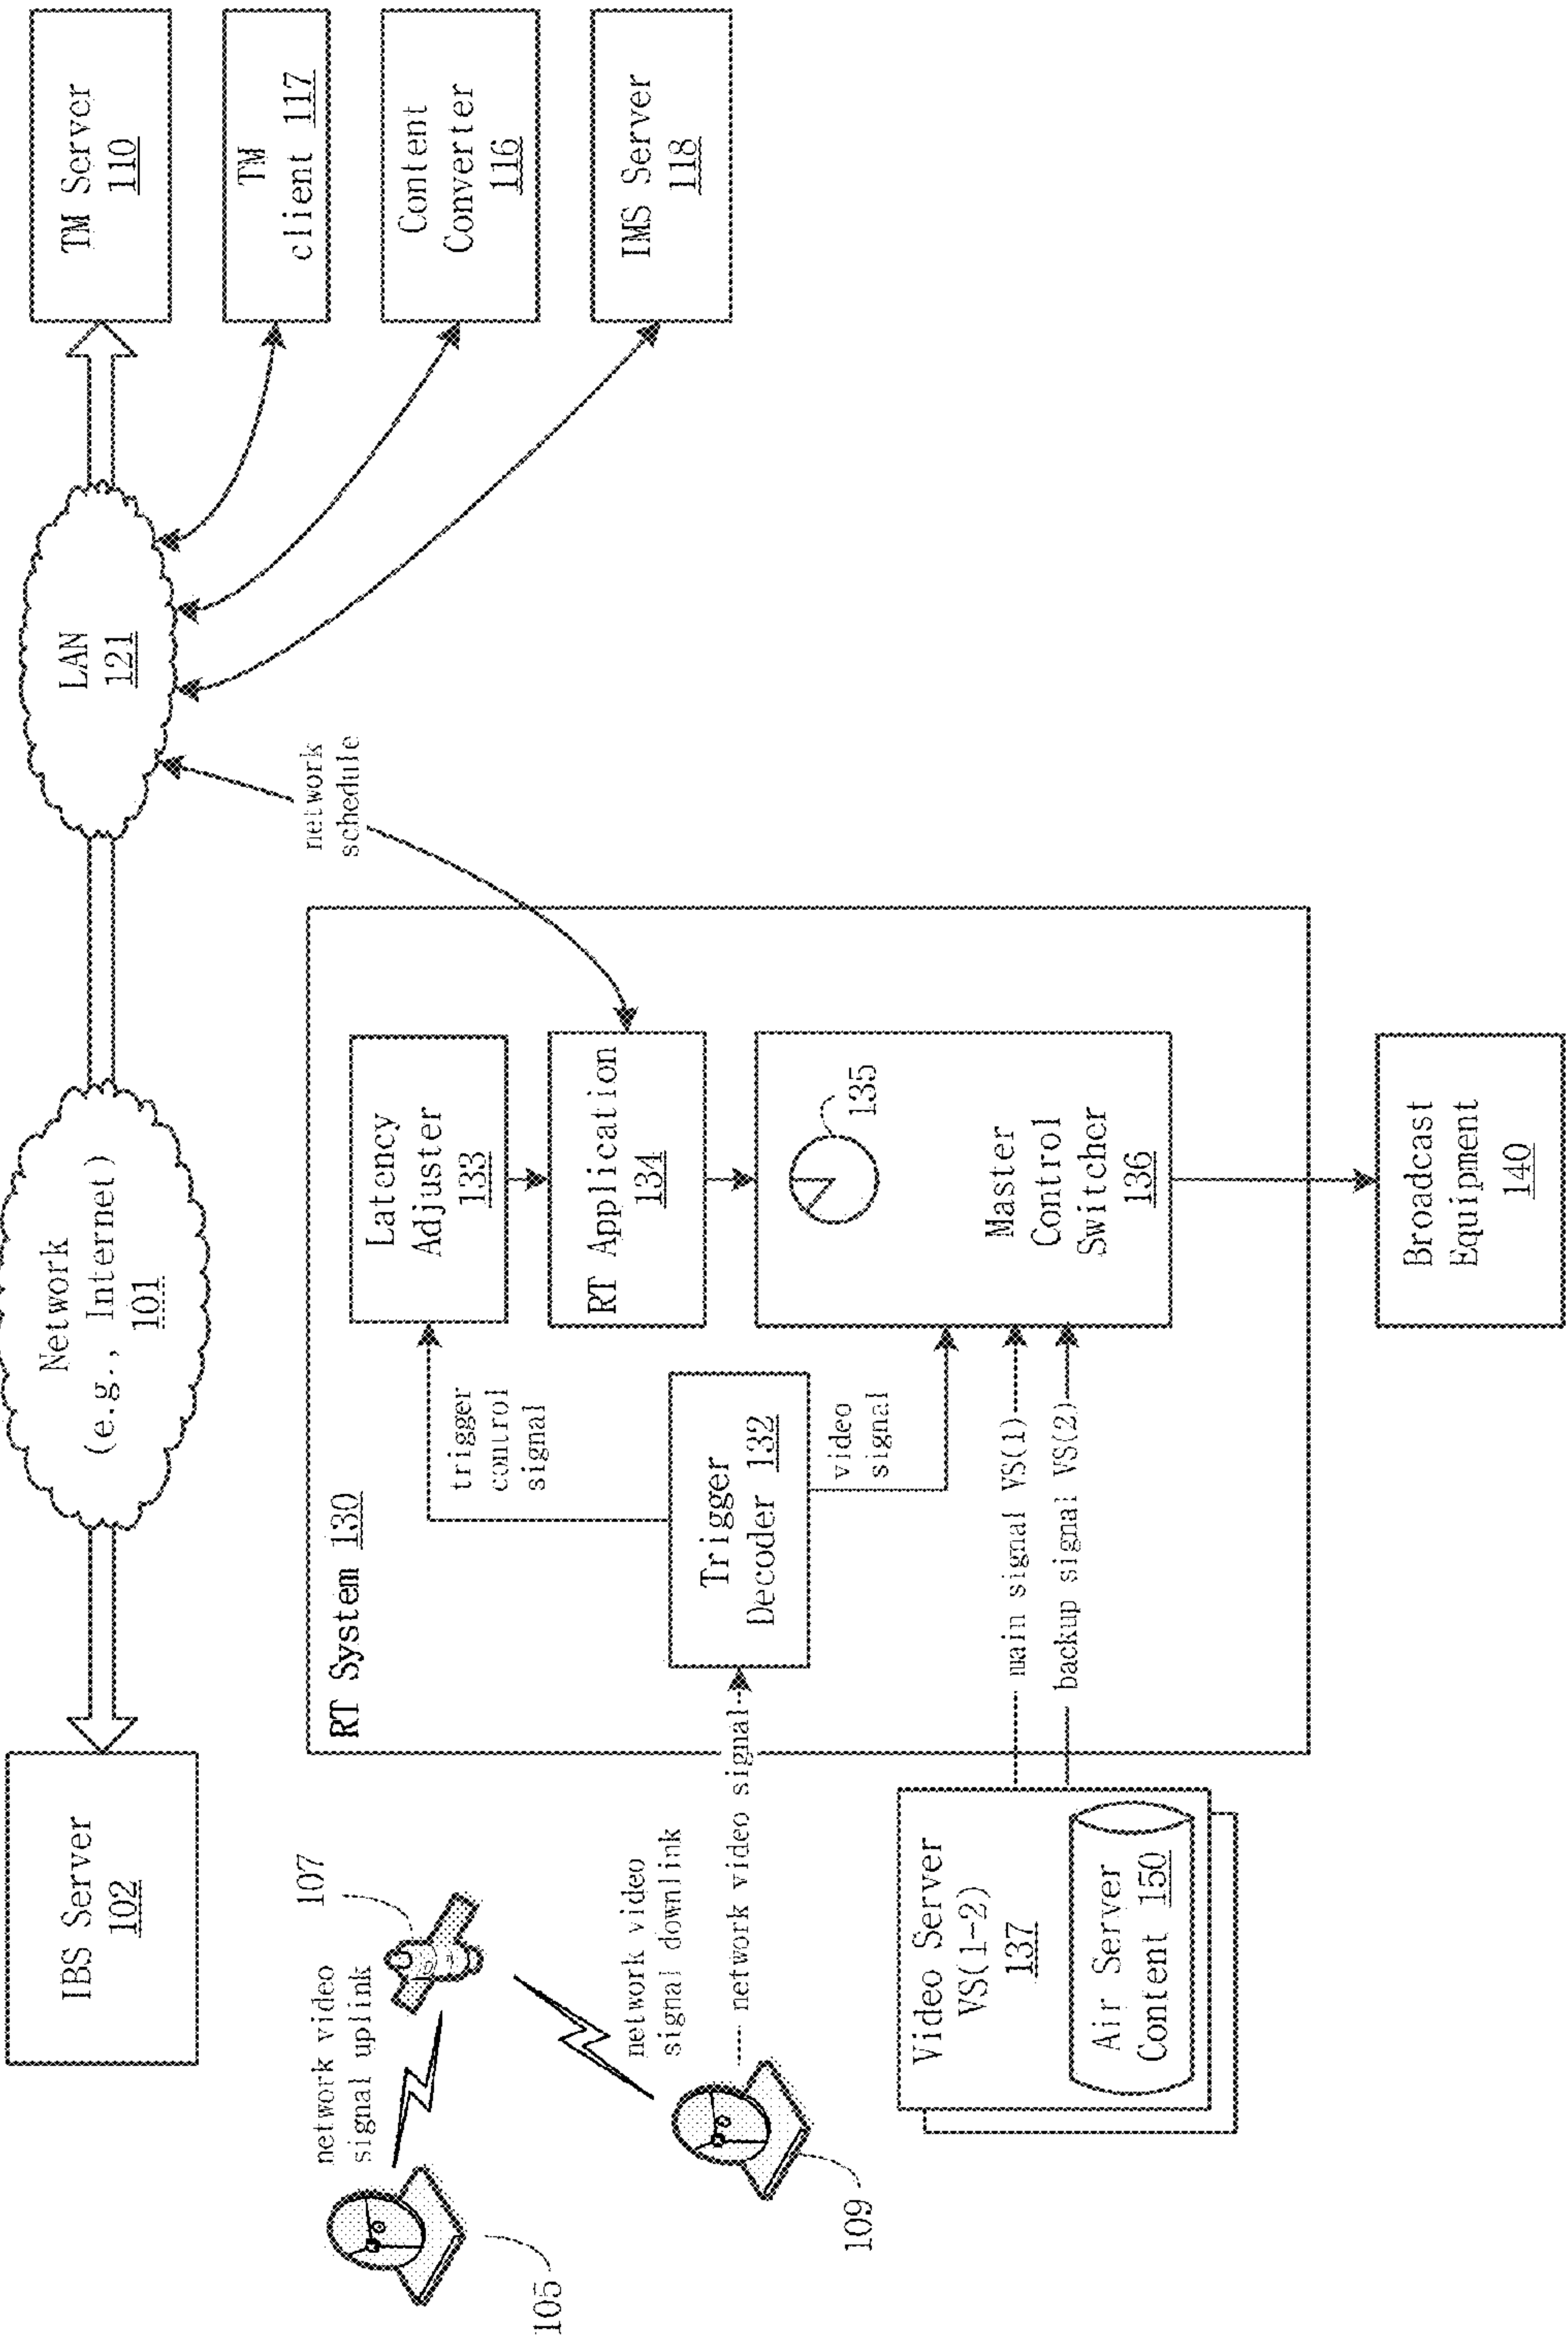 IBS Server
102
Network
(e.g., Internet)
101
LAN
121
TM Server
110
TM
client 117
Content
Converter
116
IMS Server
118
network
schedule
107
network video
signal uplink
105
network video
signal downlink
109
network video signal
RT System 130
trigger
control
signal
Latency
Adjuster
133
RT Application
134
Trigger
Decoder 132
video
signal
135
Master
Control
Switcher
136
main signal VS(1)
backup signal VS(2)
Video Server
VS(1-2)
137
Air Server
Content 150
Broadcast
Equipment
140